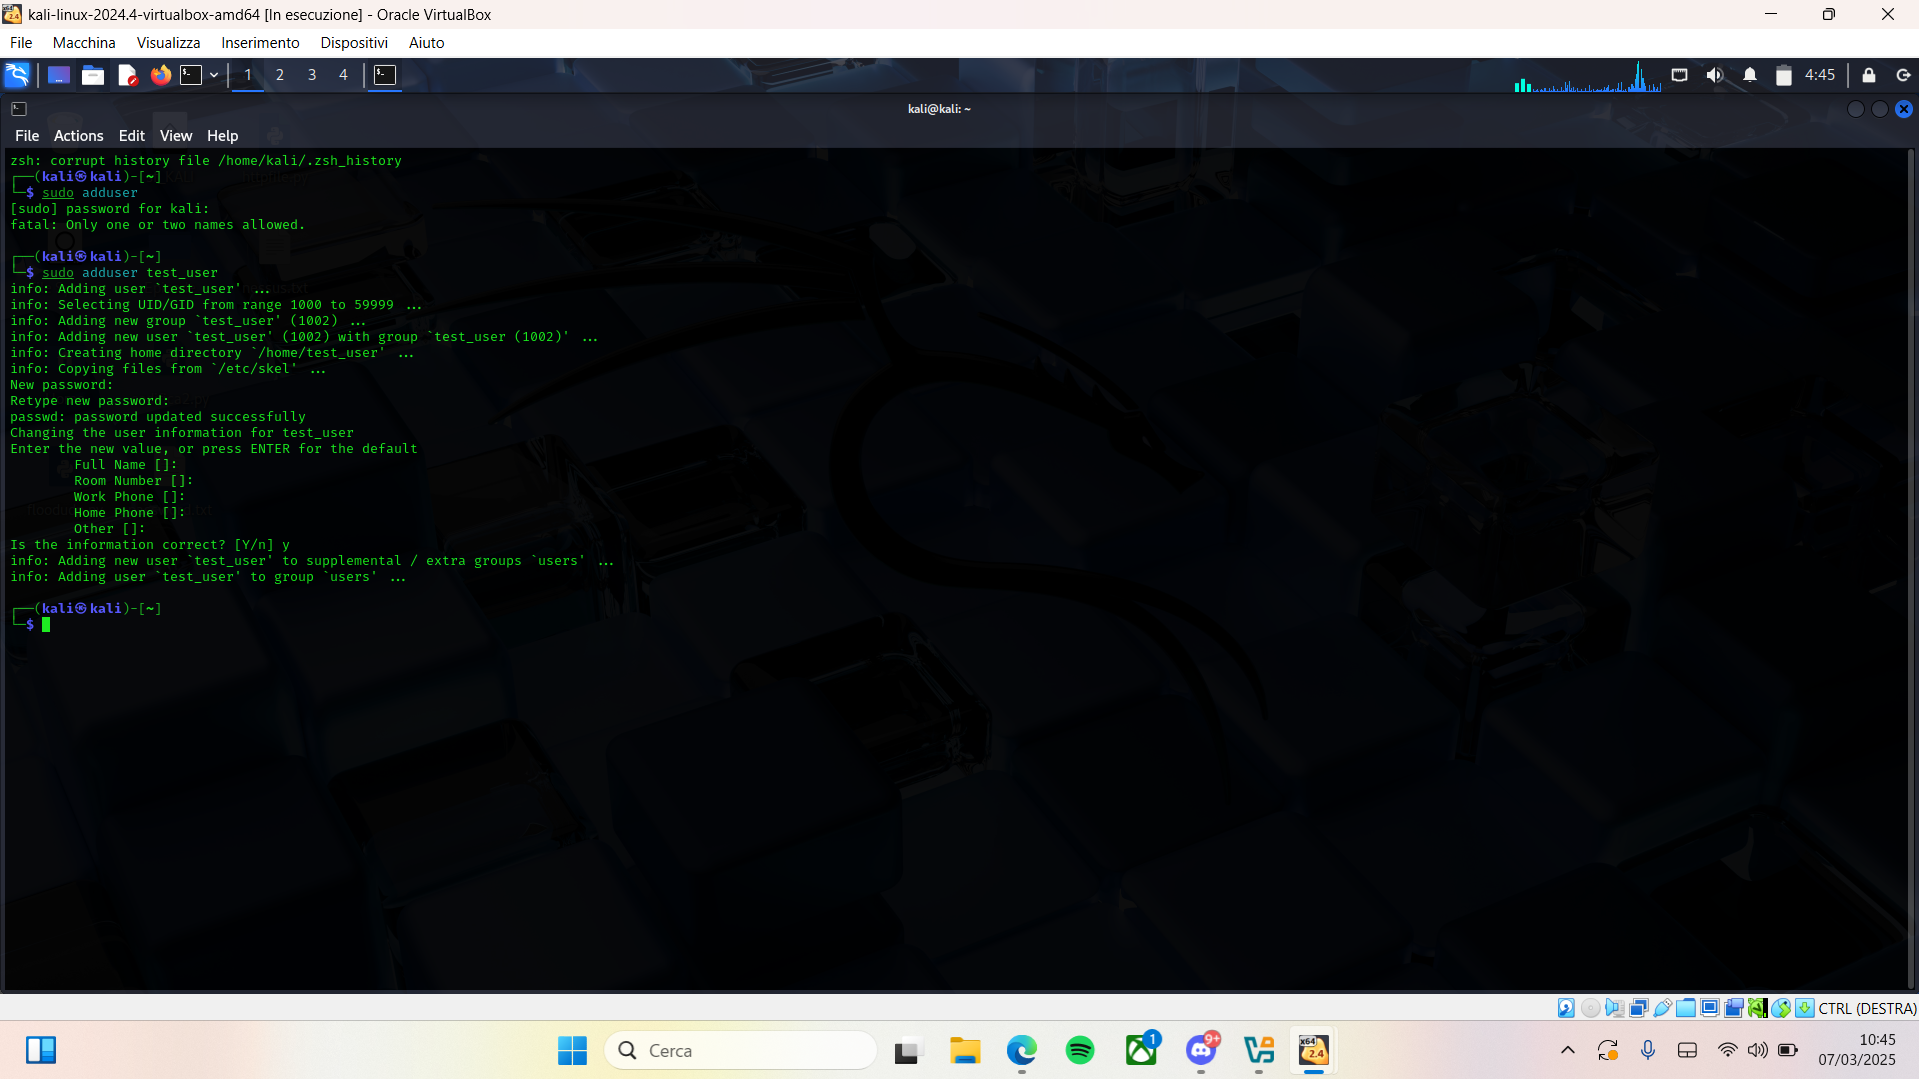 kali-linux-2024.4-virtualbox-amd64 [In esecuzione] - Oracle VirtualBox
File Macchina Visualizza Inserimento Dispositivi Aiuto
1 2 3 4
4:45
kali@kali: ~
File Actions Edit View Help
zsh: corrupt history file /home/kali/.zsh_history
┌──(kali㉿kali)-[~]
└─$ sudo adduser
[sudo] password for kali:
fatal: Only one or two names allowed.
┌──(kali㉿kali)-[~]
└─$ sudo adduser test_user
info: Adding user `test_user' ...
info: Selecting UID/GID from range 1000 to 59999 ...
info: Adding new group `test_user' (1002) ...
info: Adding new user `test_user' (1002) with group `test_user (1002)' ...
info: Creating home directory `/home/test_user' ...
info: Copying files from `/etc/skel' ...
New password:
Retype new password:
passwd: password updated successfully
Changing the user information for test_user
Enter the new value, or press ENTER for the default
Full Name []:
Room Number []:
Work Phone []:
Home Phone []:
Other []:
Is the information correct? [Y/n] y
info: Adding new user `test_user' to supplemental / extra groups `users' ...
info: Adding user `test_user' to group `users' ...
┌──(kali㉿kali)-[~]
└─$
CTRL (DESTRA)
Cerca
1
9+
x64
2.4
10:45
07/03/2025